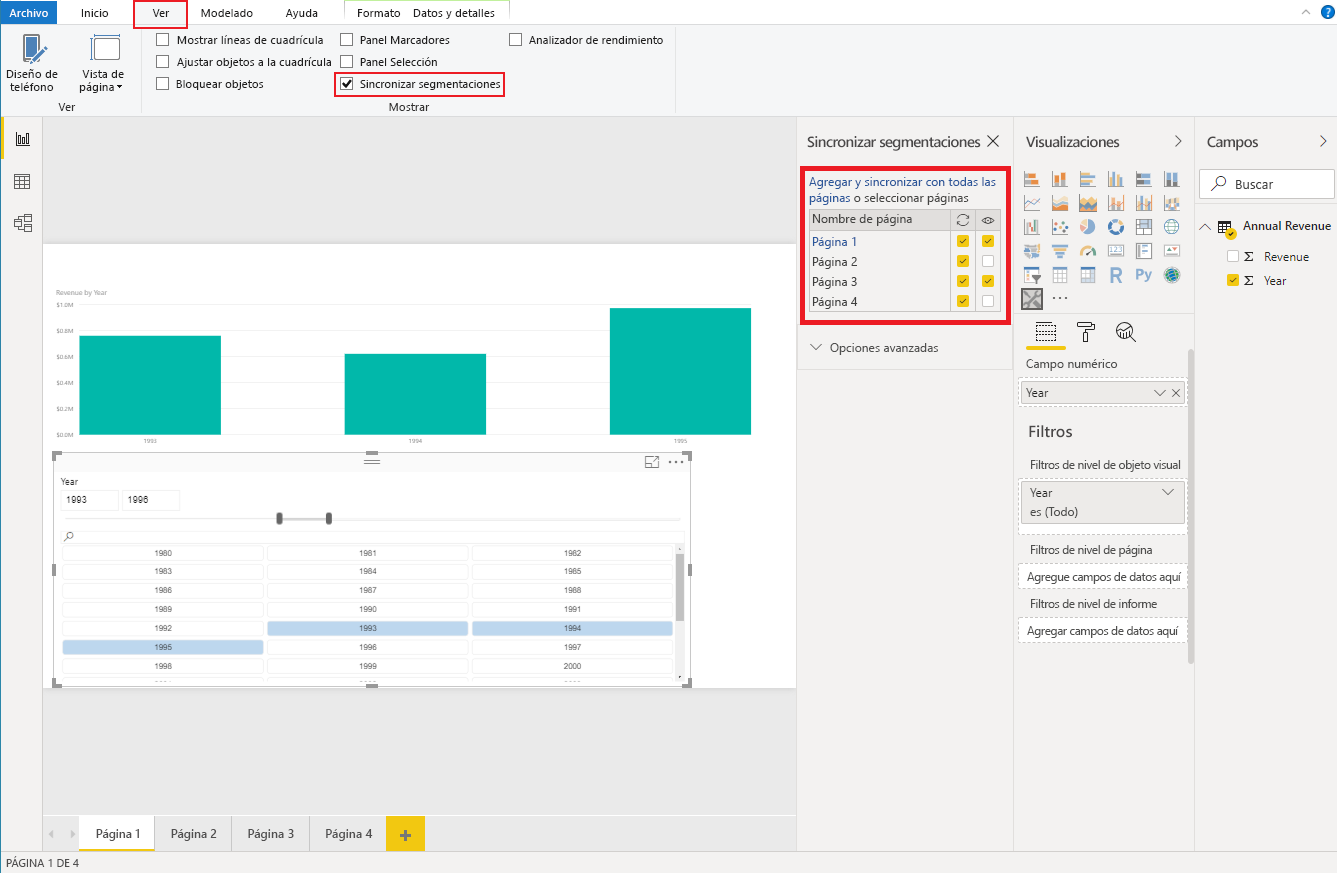 Archivo Inicio Ver Modelado Ayuda Formato Datos y detalles
Diseño de
teléfono
Vista de
página
Ver
Mostrar líneas de cuadrícula
Ajustar objetos a la cuadrícula
Bloquear objetos
Panel Marcadores
Panel Selección
Sincronizar segmentaciones
Analizador de rendimiento
Mostrar
Revenue by Year
$1.0M
$0.8M
$0.6M
$0.4M
$0.2M
$0.0M
1993 1994 1995
Year
1993 1996
1980 1981 1982
1983 1984 1985
1986 1987 1988
1989 1990 1991
1992 1993 1994
1995 1996 1997
1998 1999 2000
Sincronizar segmentaciones
Agregar y sincronizar con todas las
páginas o seleccionar páginas
Nombre de página
Página 1
Página 2
Página 3
Página 4
Opciones avanzadas
Visualizaciones
123
R Py
Campo numérico
Year
Filtros
Filtros de nivel de objeto visual
Year
es (Todo)
Filtros de nivel de página
Agregue campos de datos aquí
Filtros de nivel de informe
Agregar campos de datos aquí
Campos
Buscar
Annual Revenue
Revenue
Year
Página 1 Página 2 Página 3 Página 4
PÁGINA 1 DE 4